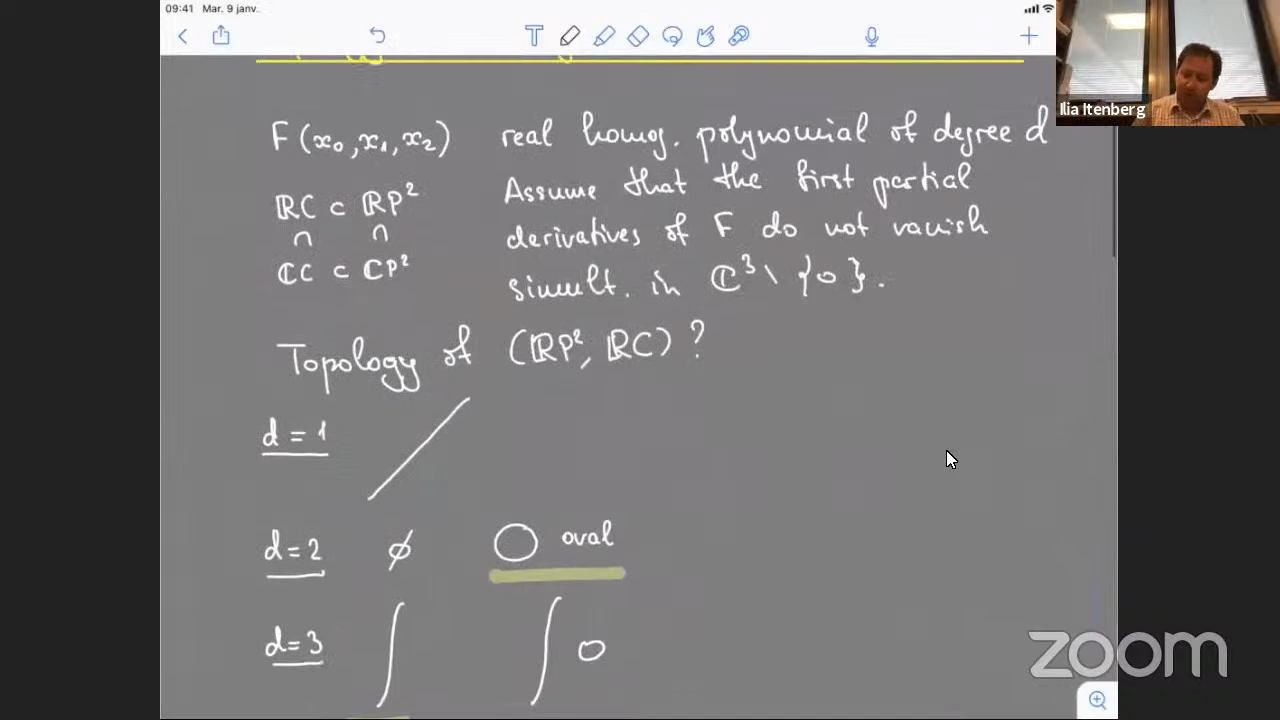 09:41 Mar. 9 janv.
Ilia Itenberg
F(x₀,x₁,x₂) real homog. polynomial of degree d
Assume that the first partial
ℝC ⊂ ℝP²
derivatives of F do not vanish
∩ ∩
ℂC ⊂ ℂP²
simult. in ℂ³ \ {0}.
Topology of (ℝP², ℝC)?
d = 1
d=2 ∅ oval
d=3
zoom